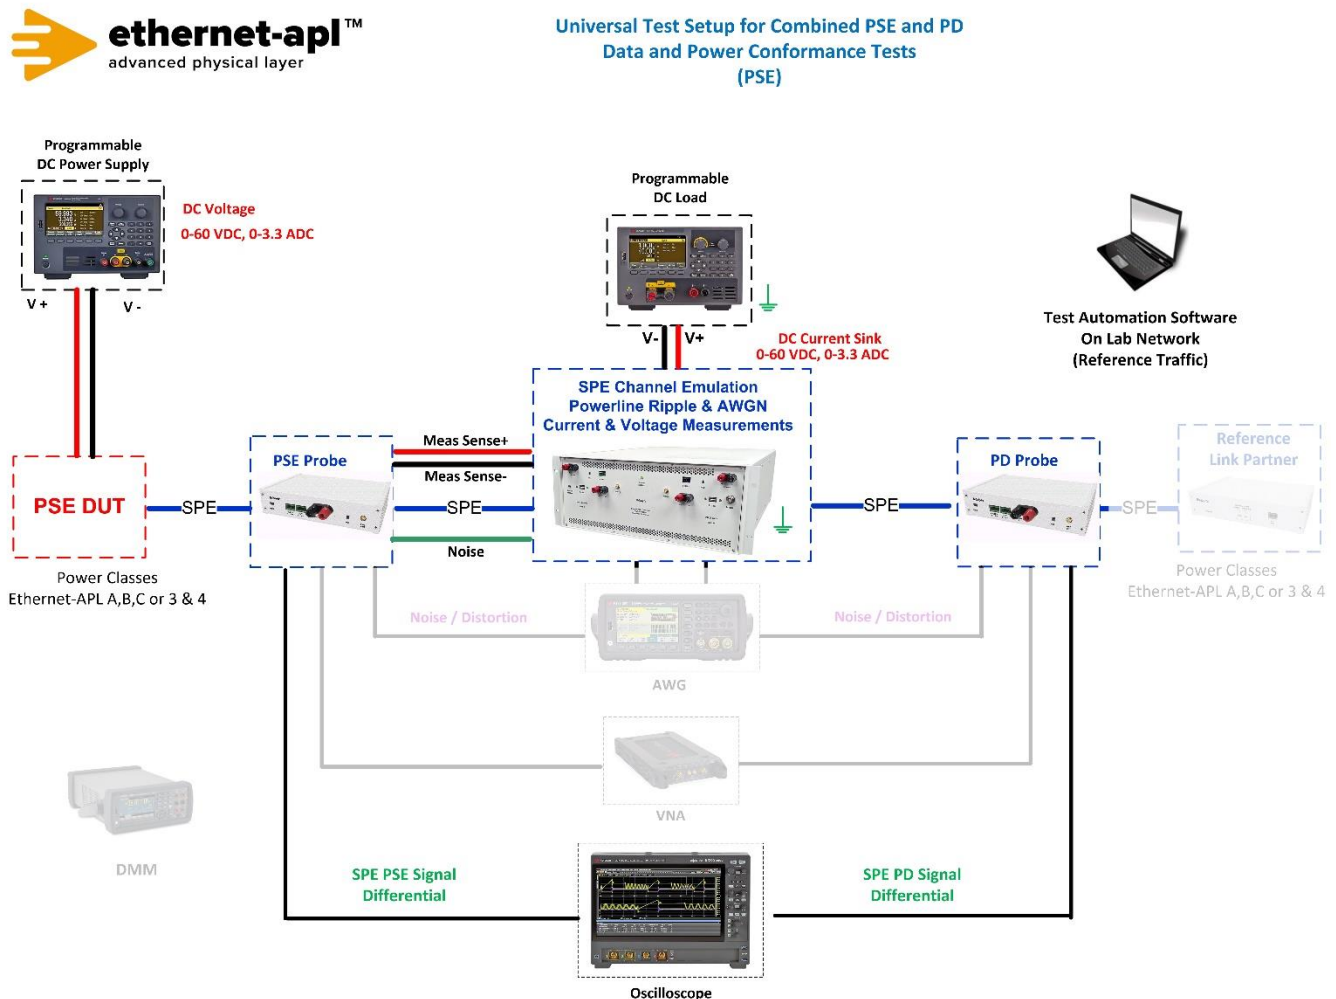 ethernet-apl™
advanced physical layer
Universal Test Setup for Combined PSE and PD
Data and Power Conformance Tests
(PSE)
Programmable
DC Power Supply
DC Voltage
0-60 VDC, 0-3.3 ADC
V +
V -
Programmable
DC Load
V-
V+
DC Current Sink
0-60 VDC, 0-3.3 ADC
Test Automation Software
On Lab Network
(Reference Traffic)
SPE Channel Emulation
Powerline Ripple & AWGN
Current & Voltage Measurements
PSE DUT
SPE
PSE Probe
Meas Sense+
Meas Sense-
SPE
Noise
SPE
PD Probe
SPE
Reference
Link Partner
Power Classes
Ethernet-APL A,B,C or 3 & 4
Power Classes
Ethernet-APL A,B,C or 3 & 4
Noise / Distortion
Noise / Distortion
AWG
VNA
DMM
SPE PSE Signal
Differential
SPE PD Signal
Differential
Oscilloscope